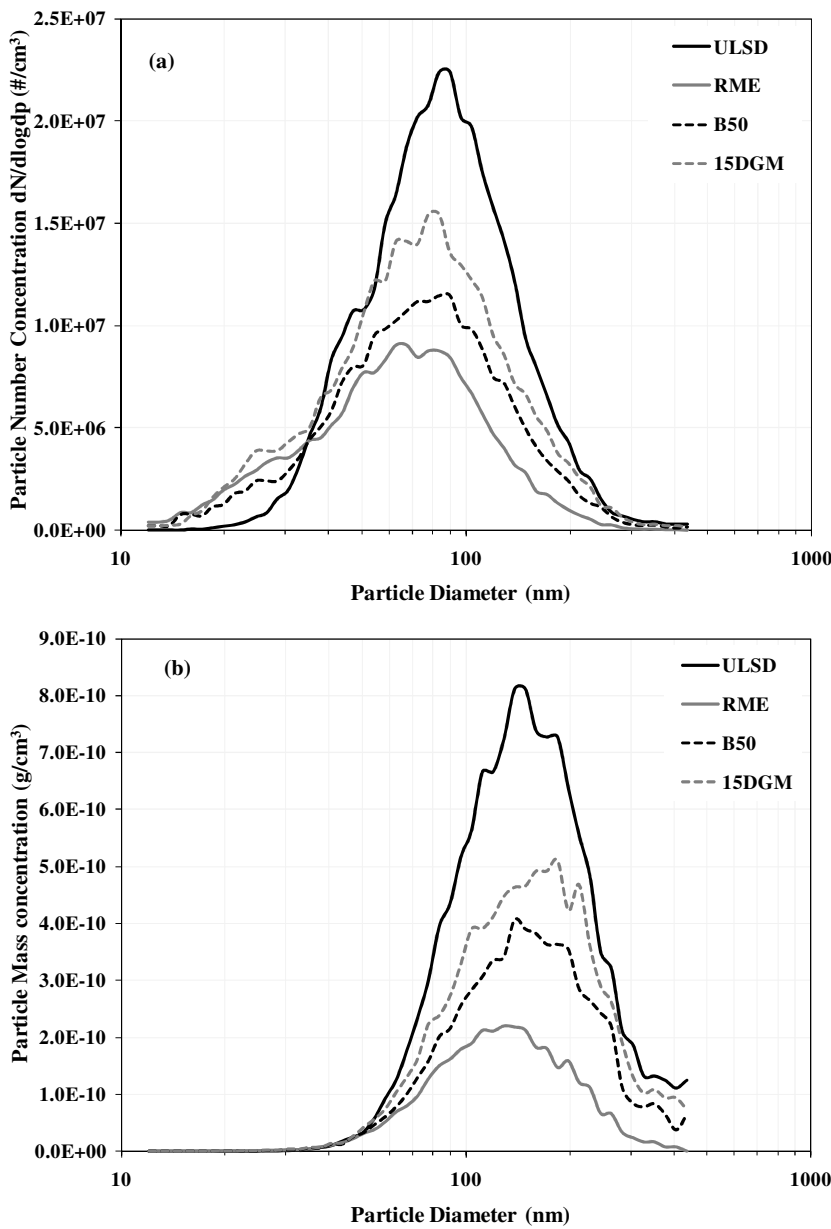 2.5E+07
2.0E+07
1.5E+07
1.0E+07
5.0E+06
0.0E+00
Particle Number Concentration dN/dlogdp (#/cm³)
(a)
ULSD
RME
B50
15DGM
10
100
1000
Particle Diameter (nm)
9.0E-10
8.0E-10
7.0E-10
6.0E-10
5.0E-10
4.0E-10
3.0E-10
2.0E-10
1.0E-10
0.0E+00
Particle Mass concentration (g/cm³)
(b)
ULSD
RME
B50
15DGM
10
100
1000
Particle Diameter (nm)